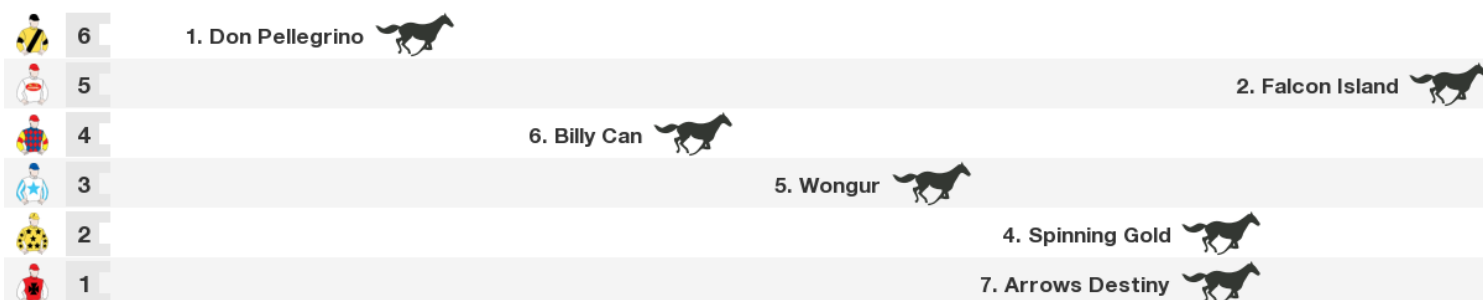 6 1. Don Pellegrino
5 2. Falcon Island
4 6. Billy Can
3 5. Wongur
2 4. Spinning Gold
1 7. Arrows Destiny